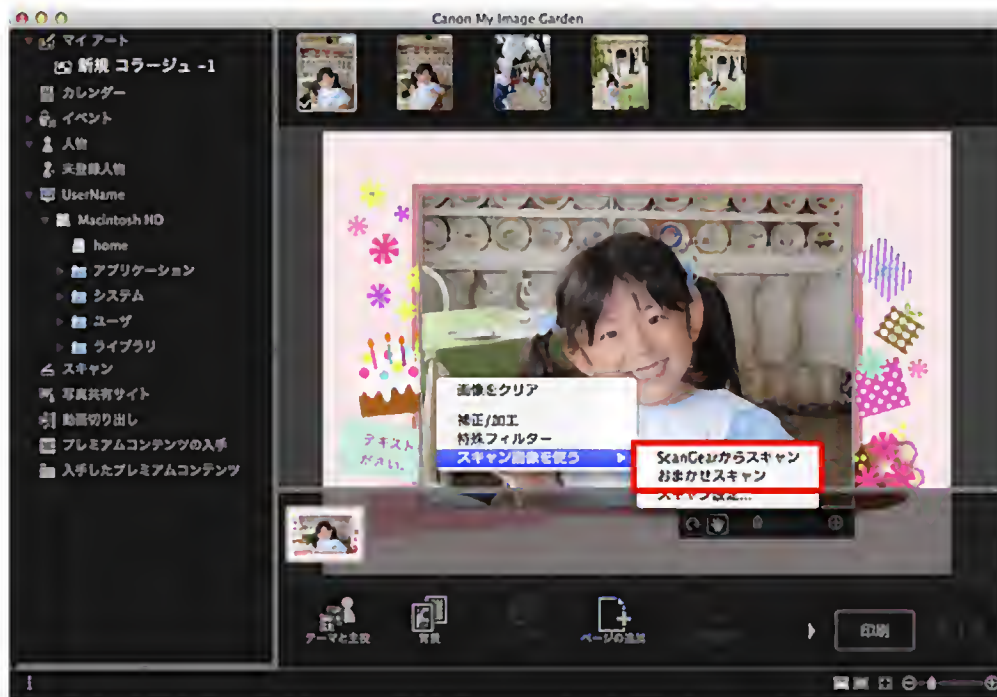 Canon My Image Garden
マイ アート
新規 コラージュ -1
カレンダー
イベント
人物
未登録人物
UserName
Macintosh HD
home
アプリケーション
システム
ユーザ
ライブラリ
スキャン
写真共有サイト
動画切り出し
プレミアムコンテンツの入手
入手したプレミアムコンテンツ
テキスト
ださい。
画像をクリア
補正/加工
特殊フィルター
スキャン画像を使う
ScanGearからスキャン
おまかせスキャン
スキャン設定...
テーマと主役
背景
ページの追加
印刷